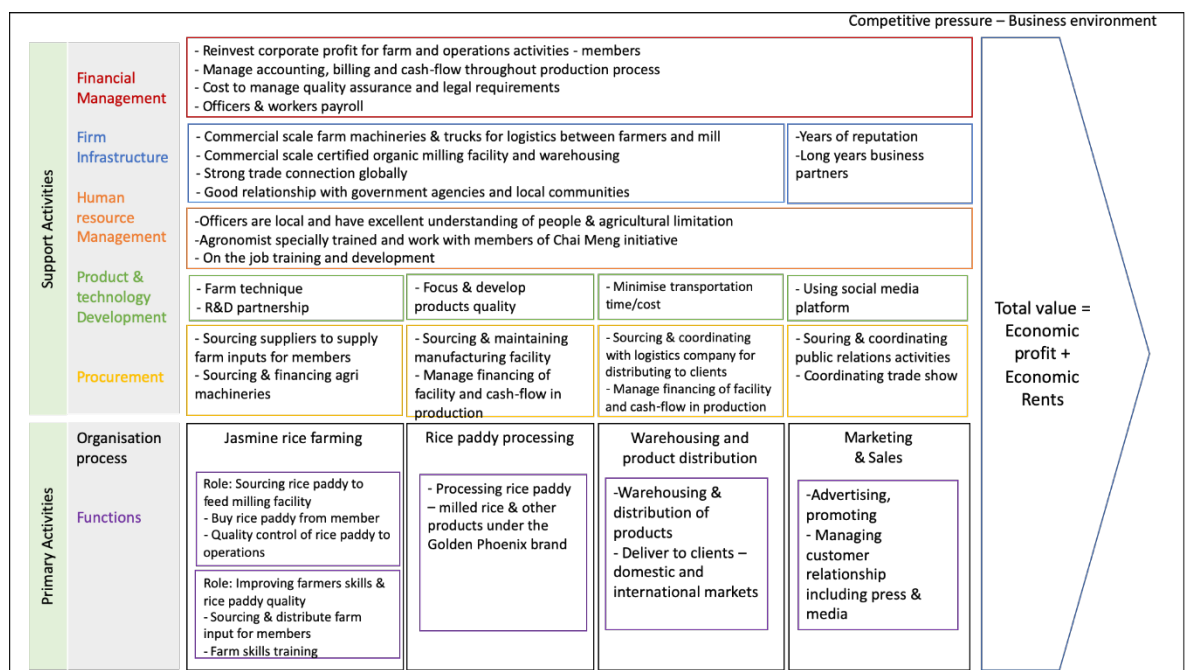 Competitive pressure – Business environment
Support Activities
Financial
Management
- Reinvest corporate profit for farm and operations activities - members
- Manage accounting, billing and cash-flow throughout production process
- Cost to manage quality assurance and legal requirements
- Officers & workers payroll
Firm
Infrastructure
- Commercial scale farm machineries & trucks for logistics between farmers and mill
- Commercial scale certified organic milling facility and warehousing
- Strong trade connection globally
- Good relationship with government agencies and local communities
-Years of reputation
-Long years business
partners
Human
resource
Management
-Officers are local and have excellent understanding of people & agricultural limitation
-Agronomist specially trained and work with members of Chai Meng initiative
- On the job training and development
Product &
technology
Development
- Farm technique
- R&D partnership
- Focus & develop
products quality
- Minimise transportation
time/cost
- Using social media
platform
Procurement
- Sourcing suppliers to supply
farm inputs for members
- Sourcing & financing agri
machineries
- Sourcing & maintaining
manufacturing facility
- Manage financing of
facility and cash-flow in
production
- Sourcing & coordinating
with logistics company for
distributing to clients
- Manage financing of facility
and cash-flow in production
- Souring & coordinating
public relations activities
- Coordinating trade show
Total value =
Economic
profit +
Economic
Rents
Primary Activities
Organisation
process
Jasmine rice farming
Rice paddy processing
Warehousing and
product distribution
Marketing
& Sales
Functions
Role: Sourcing rice paddy to
feed milling facility
- Buy rice paddy from member
- Quality control of rice paddy to
operations
Role: Improving farmers skills &
rice paddy quality
- Sourcing & distribute farm
input for members
- Farm skills training
- Processing rice paddy
– milled rice & other
products under the
Golden Phoenix brand
-Warehousing &
distribution of
products
- Deliver to clients –
domestic and
international markets
-Advertising,
promoting
- Managing
customer
relationship
including press &
media